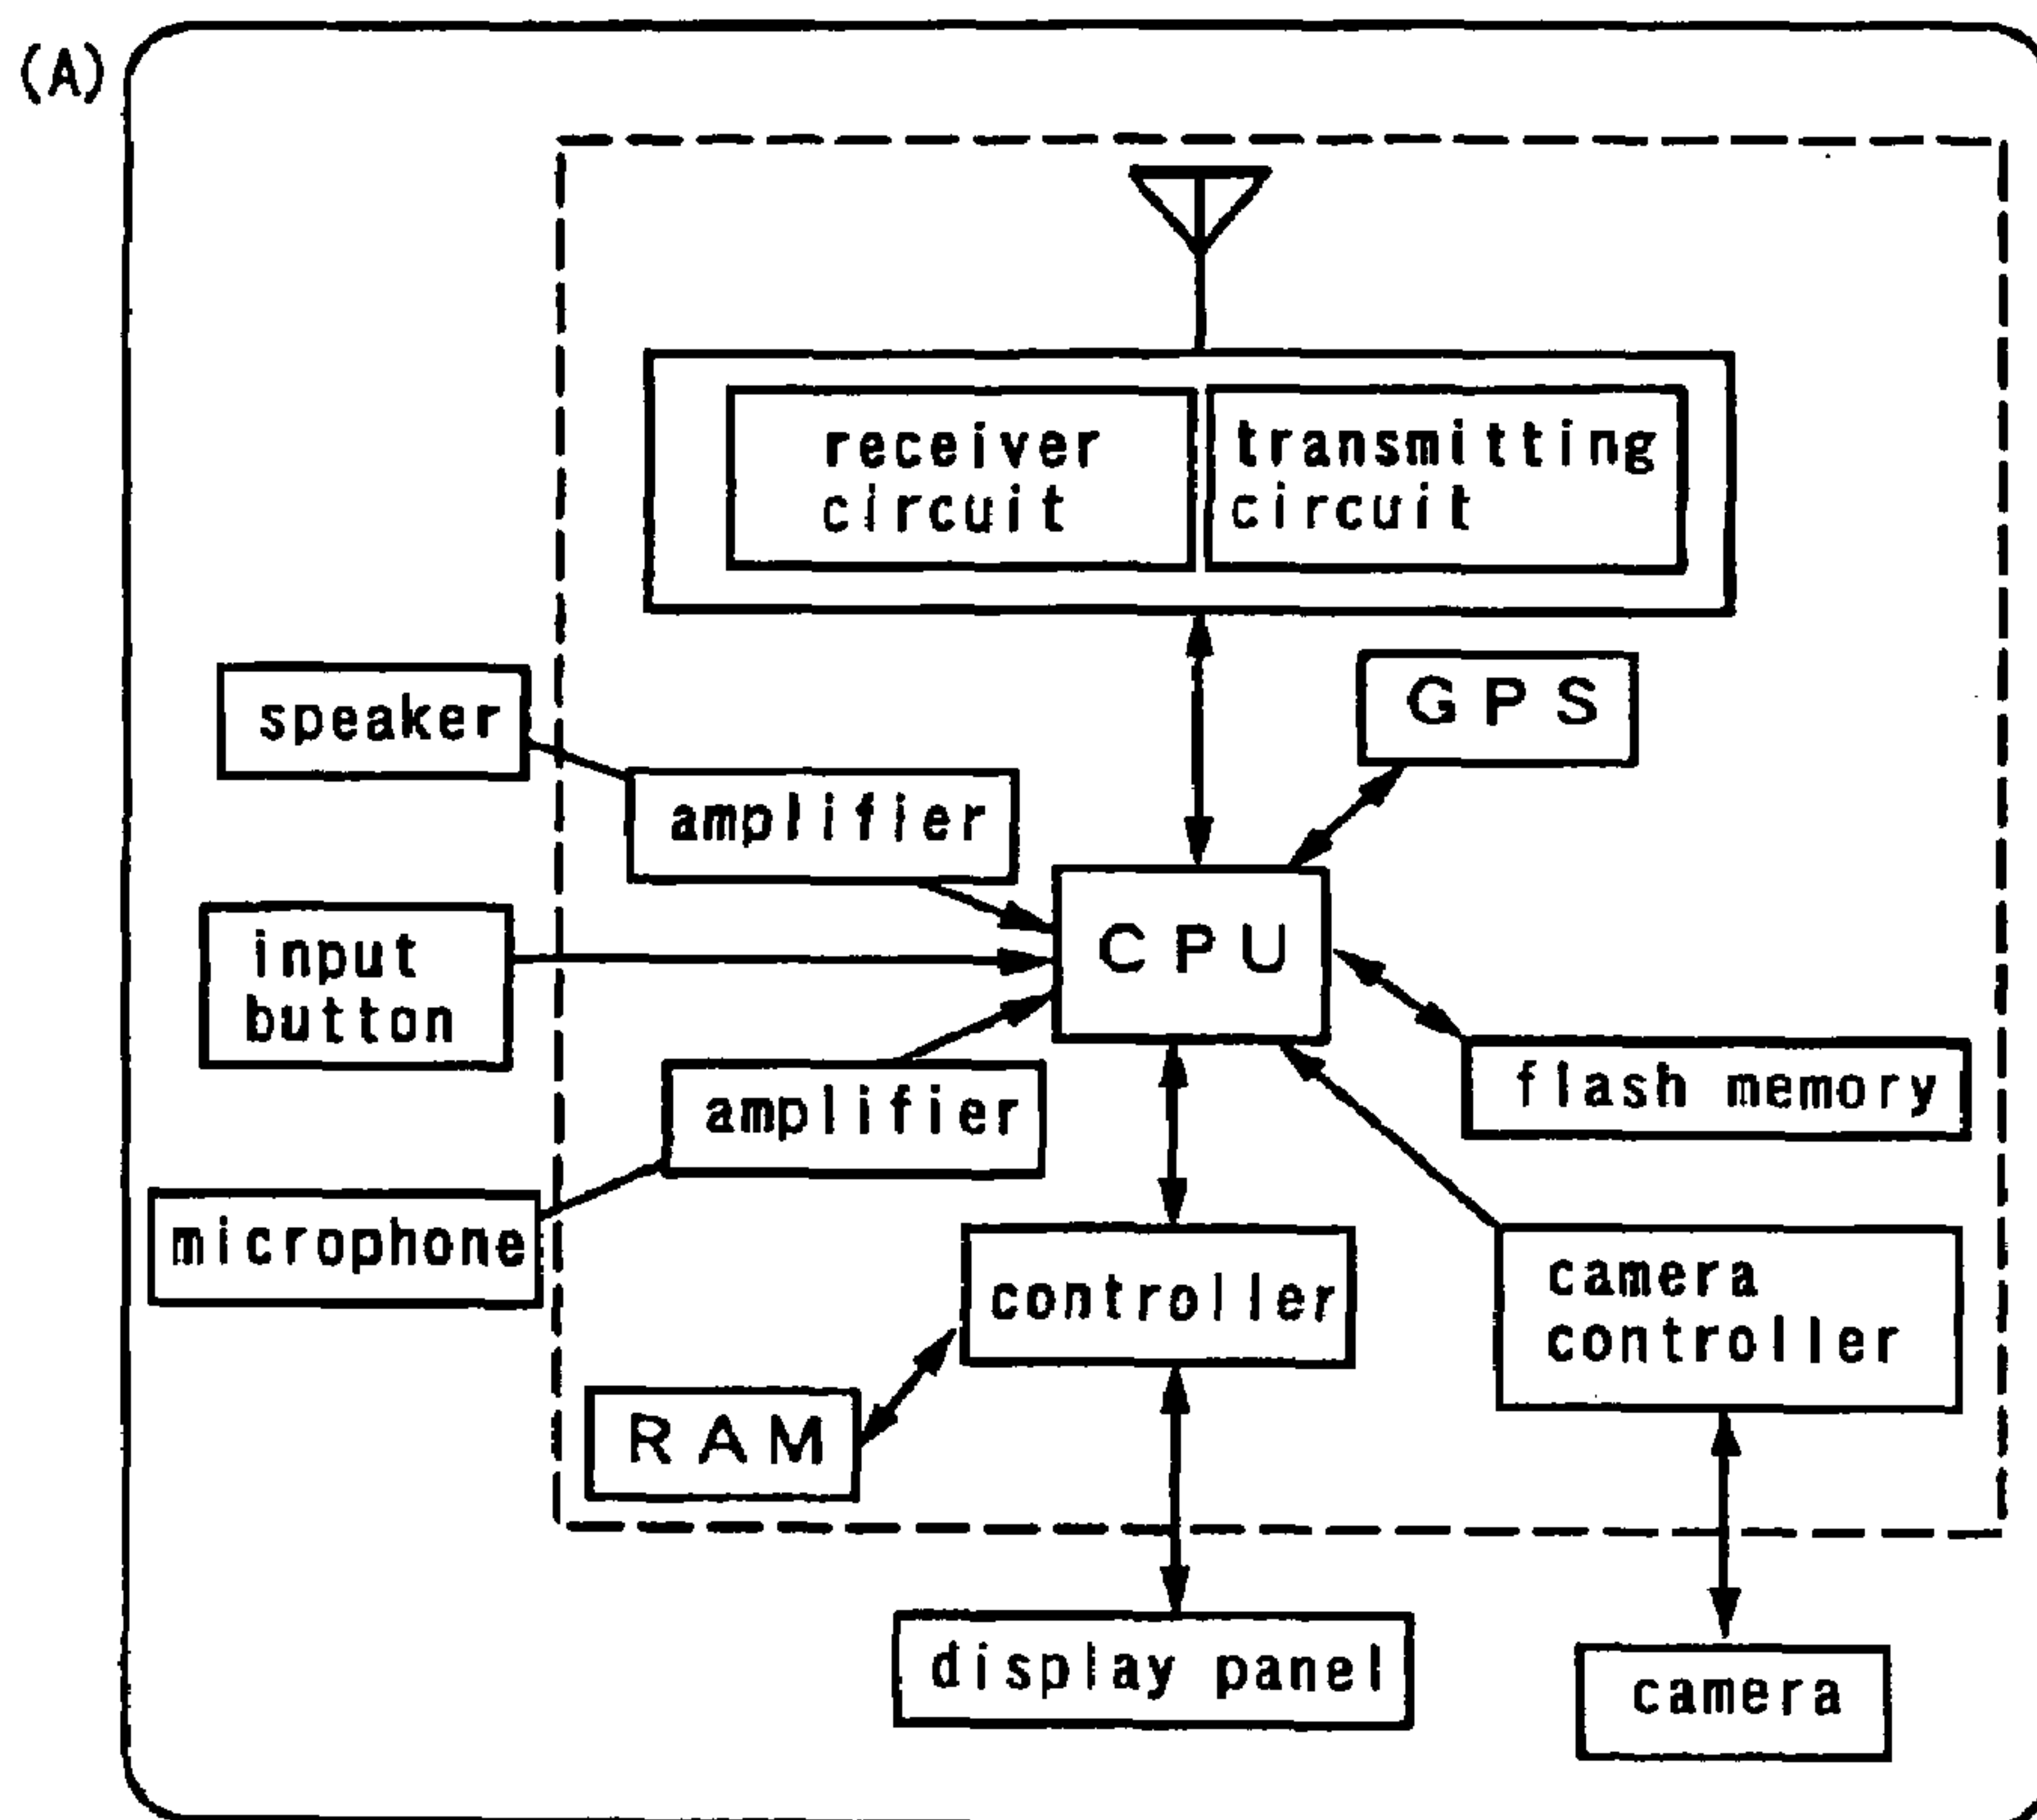 (A)
receiver
circuit
transmitting
circuit
speaker
GPS
amplifier
input
button
CPU
amplifier
flash memory
microphone
controller
camera
controller
RAM
display panel
camera